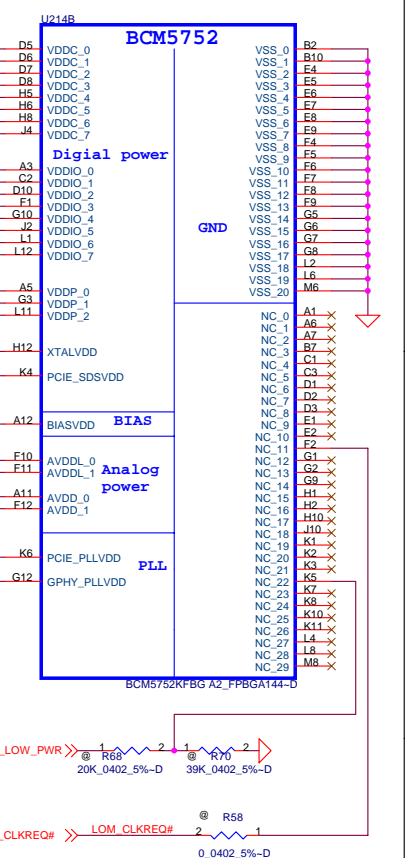 U214B
BCM5752
D5 VDDC_0 VSS_0 B2
D6 VDDC_1 VSS_1 B10
D7 VDDC_2 VSS_2 E4
D8 VDDC_3 VSS_3 E5
H5 VDDC_4 VSS_4 E6
H6 VDDC_5 VSS_5 E7
H8 VDDC_6 VSS_6 E8
J4 VDDC_7 VSS_7 E9
VSS_8 F4
Digial power VSS_9 F5
A3 VDDIO_0 VSS_10 F6
C2 VDDIO_1 VSS_11 F7
D10 VDDIO_2 VSS_12 F8
F1 VDDIO_3 VSS_13 F9
G10 VDDIO_4 VSS_14 G5
J2 VDDIO_5 GND VSS_15 G6
L1 VDDIO_6 VSS_16 G7
L12 VDDIO_7 VSS_17 G8
VSS_18 L2
VSS_19 L6
A5 VDDP_0 VSS_20 M6
G3 VDDP_1
L11 VDDP_2 NC_0 A1
NC_1 A6
NC_2 A7
H12 XTALVDD NC_3 B7
NC_4 C1
K4 PCIE_SDSVDD NC_5 C3
NC_6 D1
NC_7 D2
NC_8 D3
A12 BIASVDD BIAS NC_9 E1
NC_10 E2
NC_11 F2
F10 AVDDL_0 NC_12 G1
F11 AVDDL_1 Analog power NC_13 G2
NC_14 G9
A11 AVDD_0 NC_15 H1
F12 AVDD_1 NC_16 H2
NC_17 H10
NC_18 J10
NC_19 K1
K6 PCIE_PLLVDD PLL NC_20 K2
NC_21 K3
G12 GPHY_PLLVDD NC_22 K5
NC_23 K7
NC_24 K8
NC_25 K10
NC_26 K11
NC_27 L4
NC_28 L8
NC_29 M8
BCM5752KFBG A2_FPBGA144~D
_LOW_PWR 1 2 1 2
@ R68 @ R70
20K_0402_5%~D 39K_0402_5%~D
@ R58
_CLKREQ# LOM_CLKREQ# 2 1
0_0402_5%~D